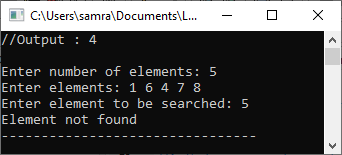 C:\Users\samra\Documents\L...
//Output : 4
Enter number of elements: 5
Enter elements: 1 6 4 7 8
Enter element to be searched: 5
Element not found
--------------------------------